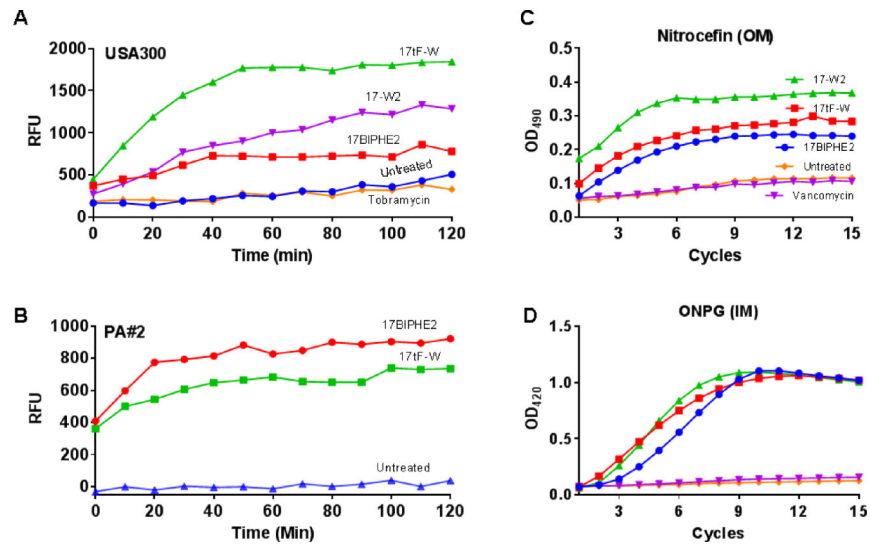 A
USA300
2000
1500
1000
500
0
RFU
17tF-W
17-W2
17BIPHE2
Untreated
Tobramycin
0 20 40 60 80 100 120
Time (min)
C
Nitrocefin (OM)
0.5
0.4
0.3
0.2
0.1
0.0
OD490
17-W2
17tF-W
17BIPHE2
Untreated
Vancomycin
3 6 9 12 15
Cycles
B
PA#2
1000
800
600
400
200
0
RFU
17BIPHE2
17tF-W
Untreated
0 20 40 60 80 100 120
Time (Min)
D
ONPG (IM)
1.5
1.0
0.5
0.0
OD420
3 6 9 12 15
Cycles